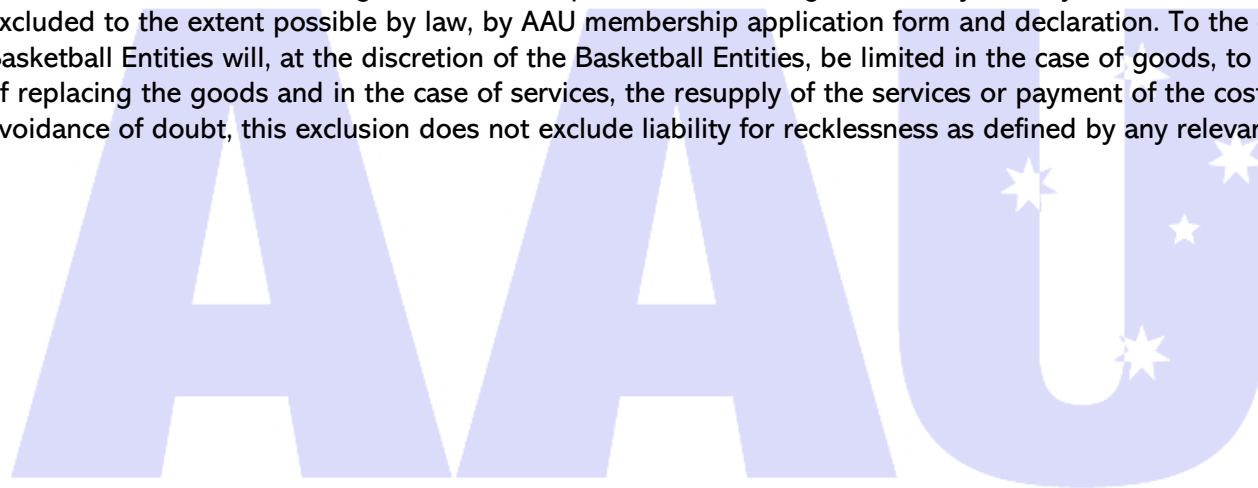 xcluded to the extent possible by law, by AAU membership application form and declaration. To the
asketball Entities will, at the discretion of the Basketball Entities, be limited in the case of goods, to
f replacing the goods and in the case of services, the resupply of the services or payment of the cost
voidance of doubt, this exclusion does not exclude liability for recklessness as defined by any relevan
AAU